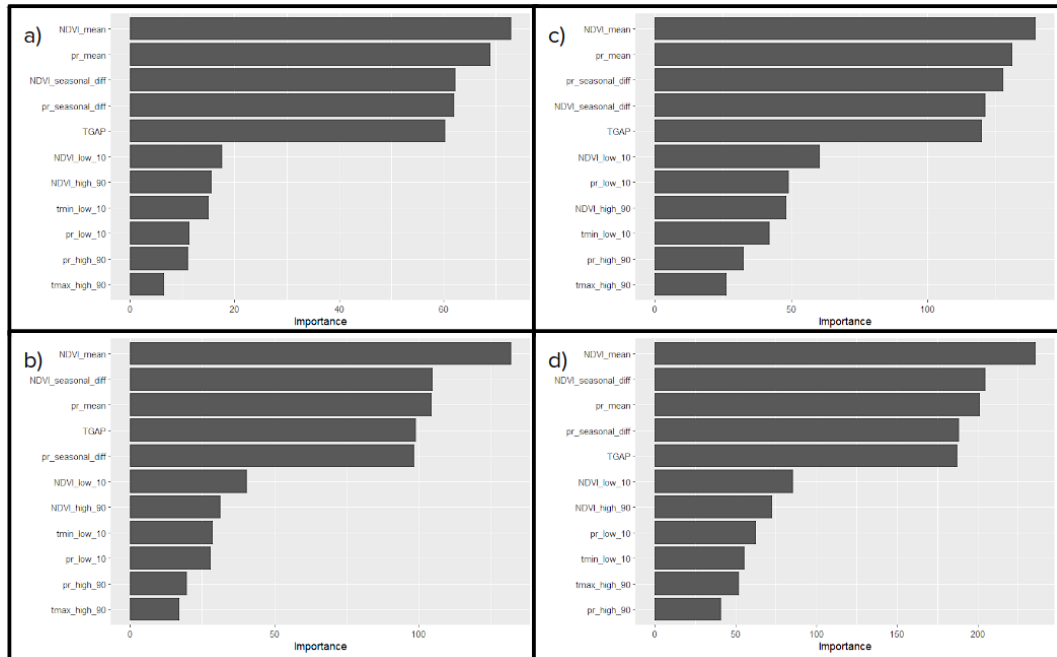 a)
NDVI_mean
pr_mean
NDVI_seasonal_diff
pr_seasonal_diff
TGAP
NDVI_low_10
NDVI_high_90
tmin_low_10
pr_low_10
pr_high_90
tmax_high_90
0 20 40 60
Importance
c)
NDVI_mean
pr_mean
pr_seasonal_diff
NDVI_seasonal_diff
TGAP
NDVI_low_10
pr_low_10
NDVI_high_90
tmin_low_10
pr_high_90
tmax_high_90
0 50 100
Importance
b)
NDVI_mean
NDVI_seasonal_diff
pr_mean
TGAP
pr_seasonal_diff
NDVI_low_10
NDVI_high_90
tmin_low_10
pr_low_10
pr_high_90
tmax_high_90
0 100
Importance
d)
NDVI_mean
NDVI_seasonal_diff
pr_mean
pr_seasonal_diff
TGAP
NDVI_low_10
NDVI_high_90
pr_low_10
tmin_low_10
tmax_high_90
pr_high_90
0 50 100 150 200
Importance